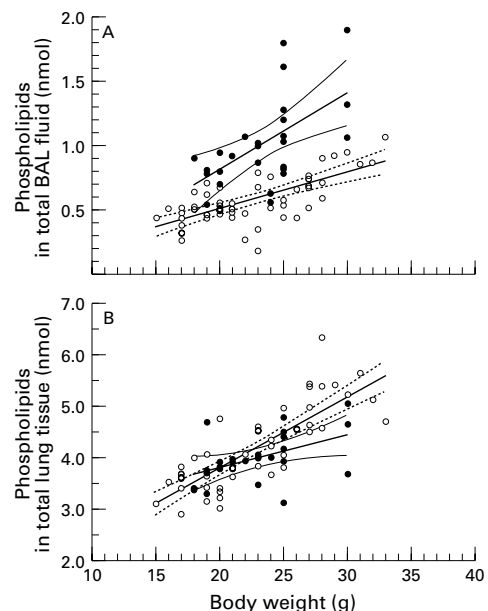 A
Phospholipids
in total BAL fluid (nmol)
2.0
1.5
1.0
0.5
B
Phospholipids
in total lung tissue (nmol)
7.0
6.0
5.0
4.0
3.0
2.0
10 15 20 25 30 35 40
Body weight (g)